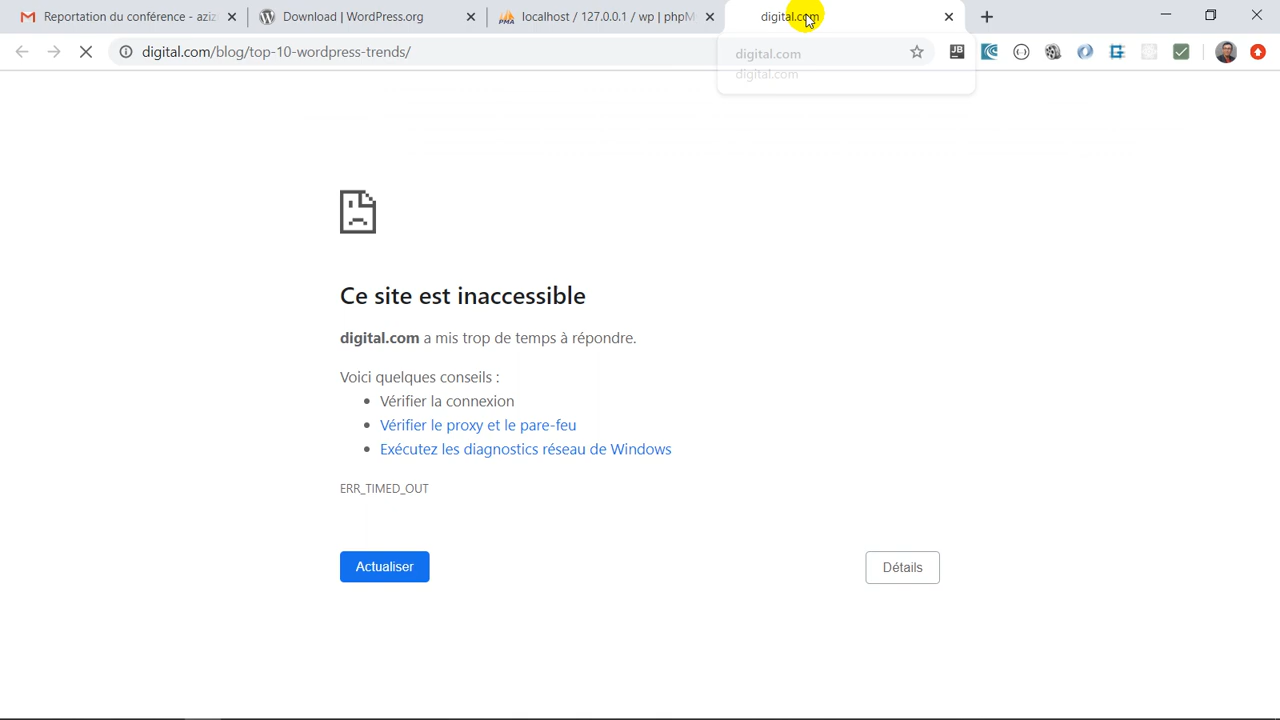 Reportation du conférence - aziz
Download | WordPress.org
localhost / 127.0.0.1 / wp | phpM
digital.com
digital.com/blog/top-10-wordpress-trends/
digital.com
digital.com
JB
Ce site est inaccessible
digital.com a mis trop de temps à répondre.
Voici quelques conseils :
• Vérifier la connexion
• Vérifier le proxy et le pare-feu
• Exécutez les diagnostics réseau de Windows
ERR_TIMED_OUT
Actualiser
Détails